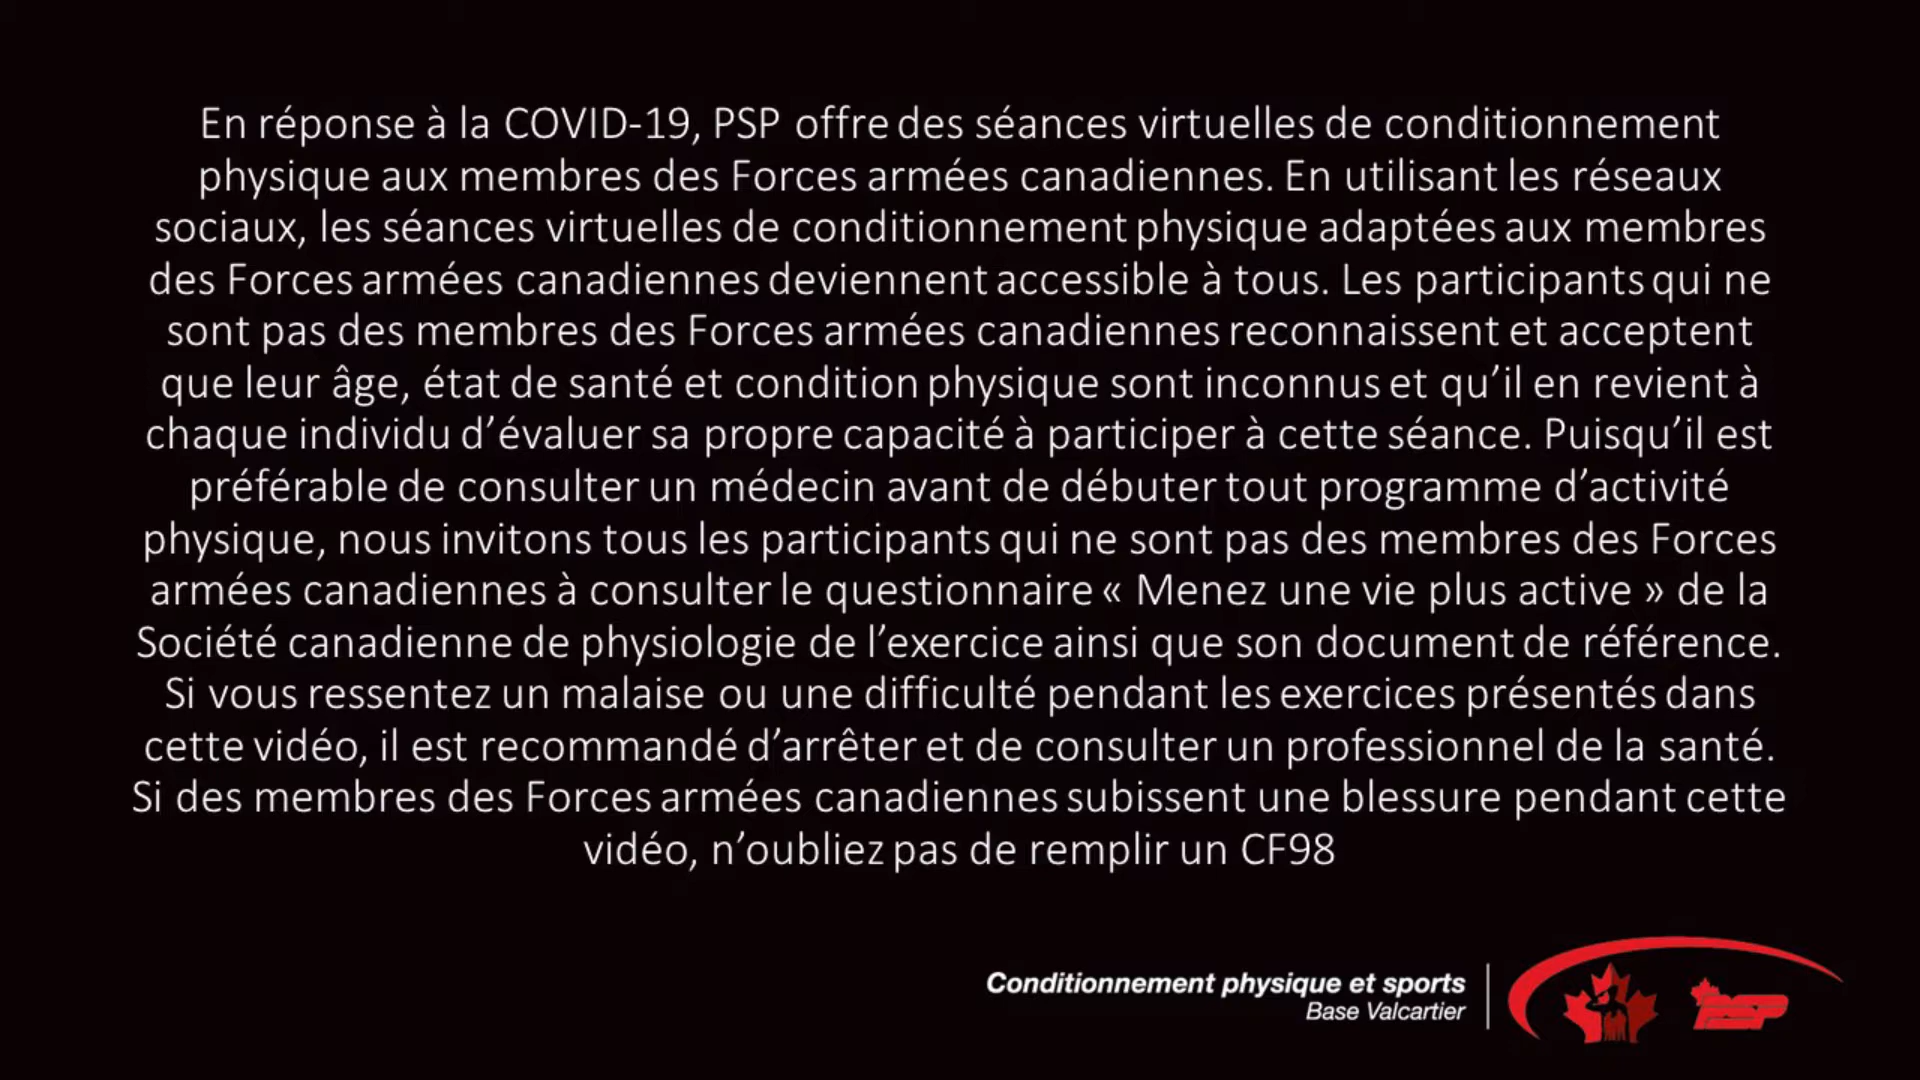 En réponse à la COVID-19, PSP offre des séances virtuelles de conditionnement
physique aux membres des Forces armées canadiennes. En utilisant les réseaux
sociaux, les séances virtuelles de conditionnement physique adaptées aux membres
des Forces armées canadiennes deviennent accessible à tous. Les participants qui ne
sont pas des membres des Forces armées canadiennes reconnaissent et acceptent
que leur âge, état de santé et condition physique sont inconnus et qu’il en revient à
chaque individu d’évaluer sa propre capacité à participer à cette séance. Puisqu’il est
préférable de consulter un médecin avant de débuter tout programme d’activité
physique, nous invitons tous les participants qui ne sont pas des membres des Forces
armées canadiennes à consulter le questionnaire « Menez une vie plus active » de la
Société canadienne de physiologie de l’exercice ainsi que son document de référence.
Si vous ressentez un malaise ou une difficulté pendant les exercices présentés dans
cette vidéo, il est recommandé d’arrêter et de consulter un professionnel de la santé.
Si des membres des Forces armées canadiennes subissent une blessure pendant cette
vidéo, n’oubliez pas de remplir un CF98
Conditionnement physique et sports
Base Valcartier
PSP